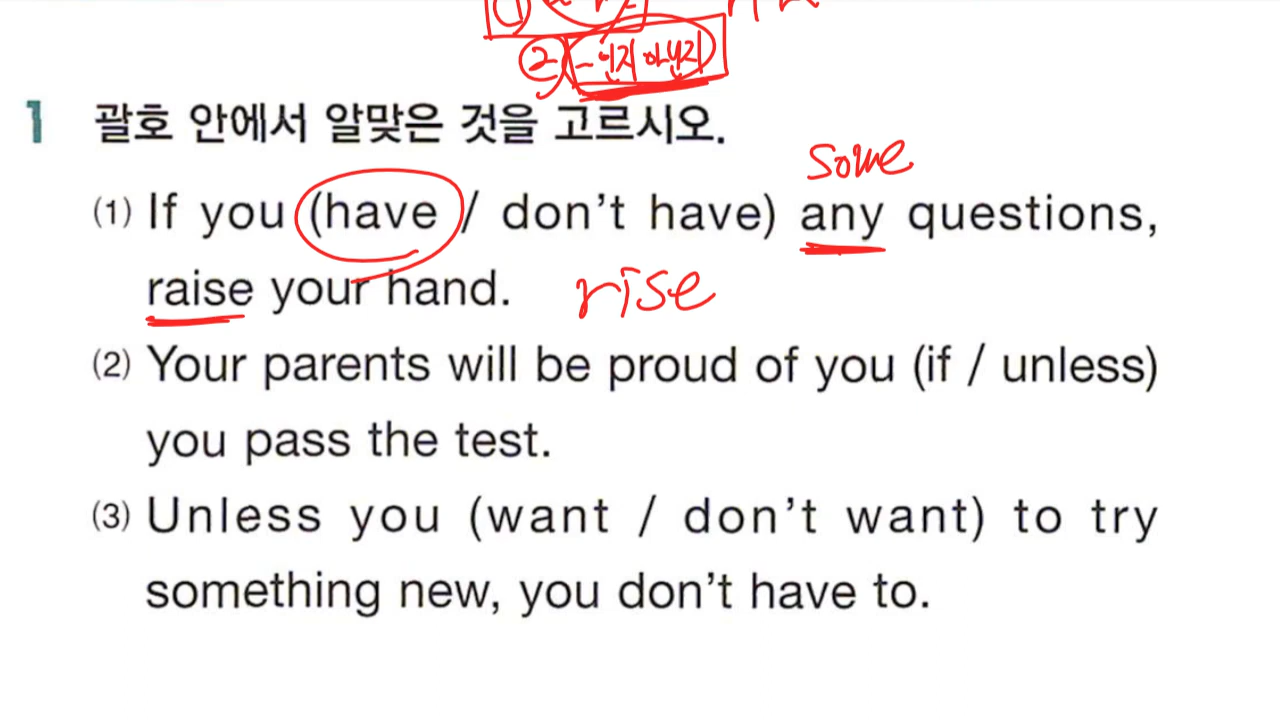 ②
-인지 아닌지
1 괄호 안에서 알맞은 것을 고르시오.
some
(1) If you (have / don't have) any questions,
raise your hand. rise
(2) Your parents will be proud of you (if / unless)
you pass the test.
(3) Unless you (want / don't want) to try
something new, you don't have to.